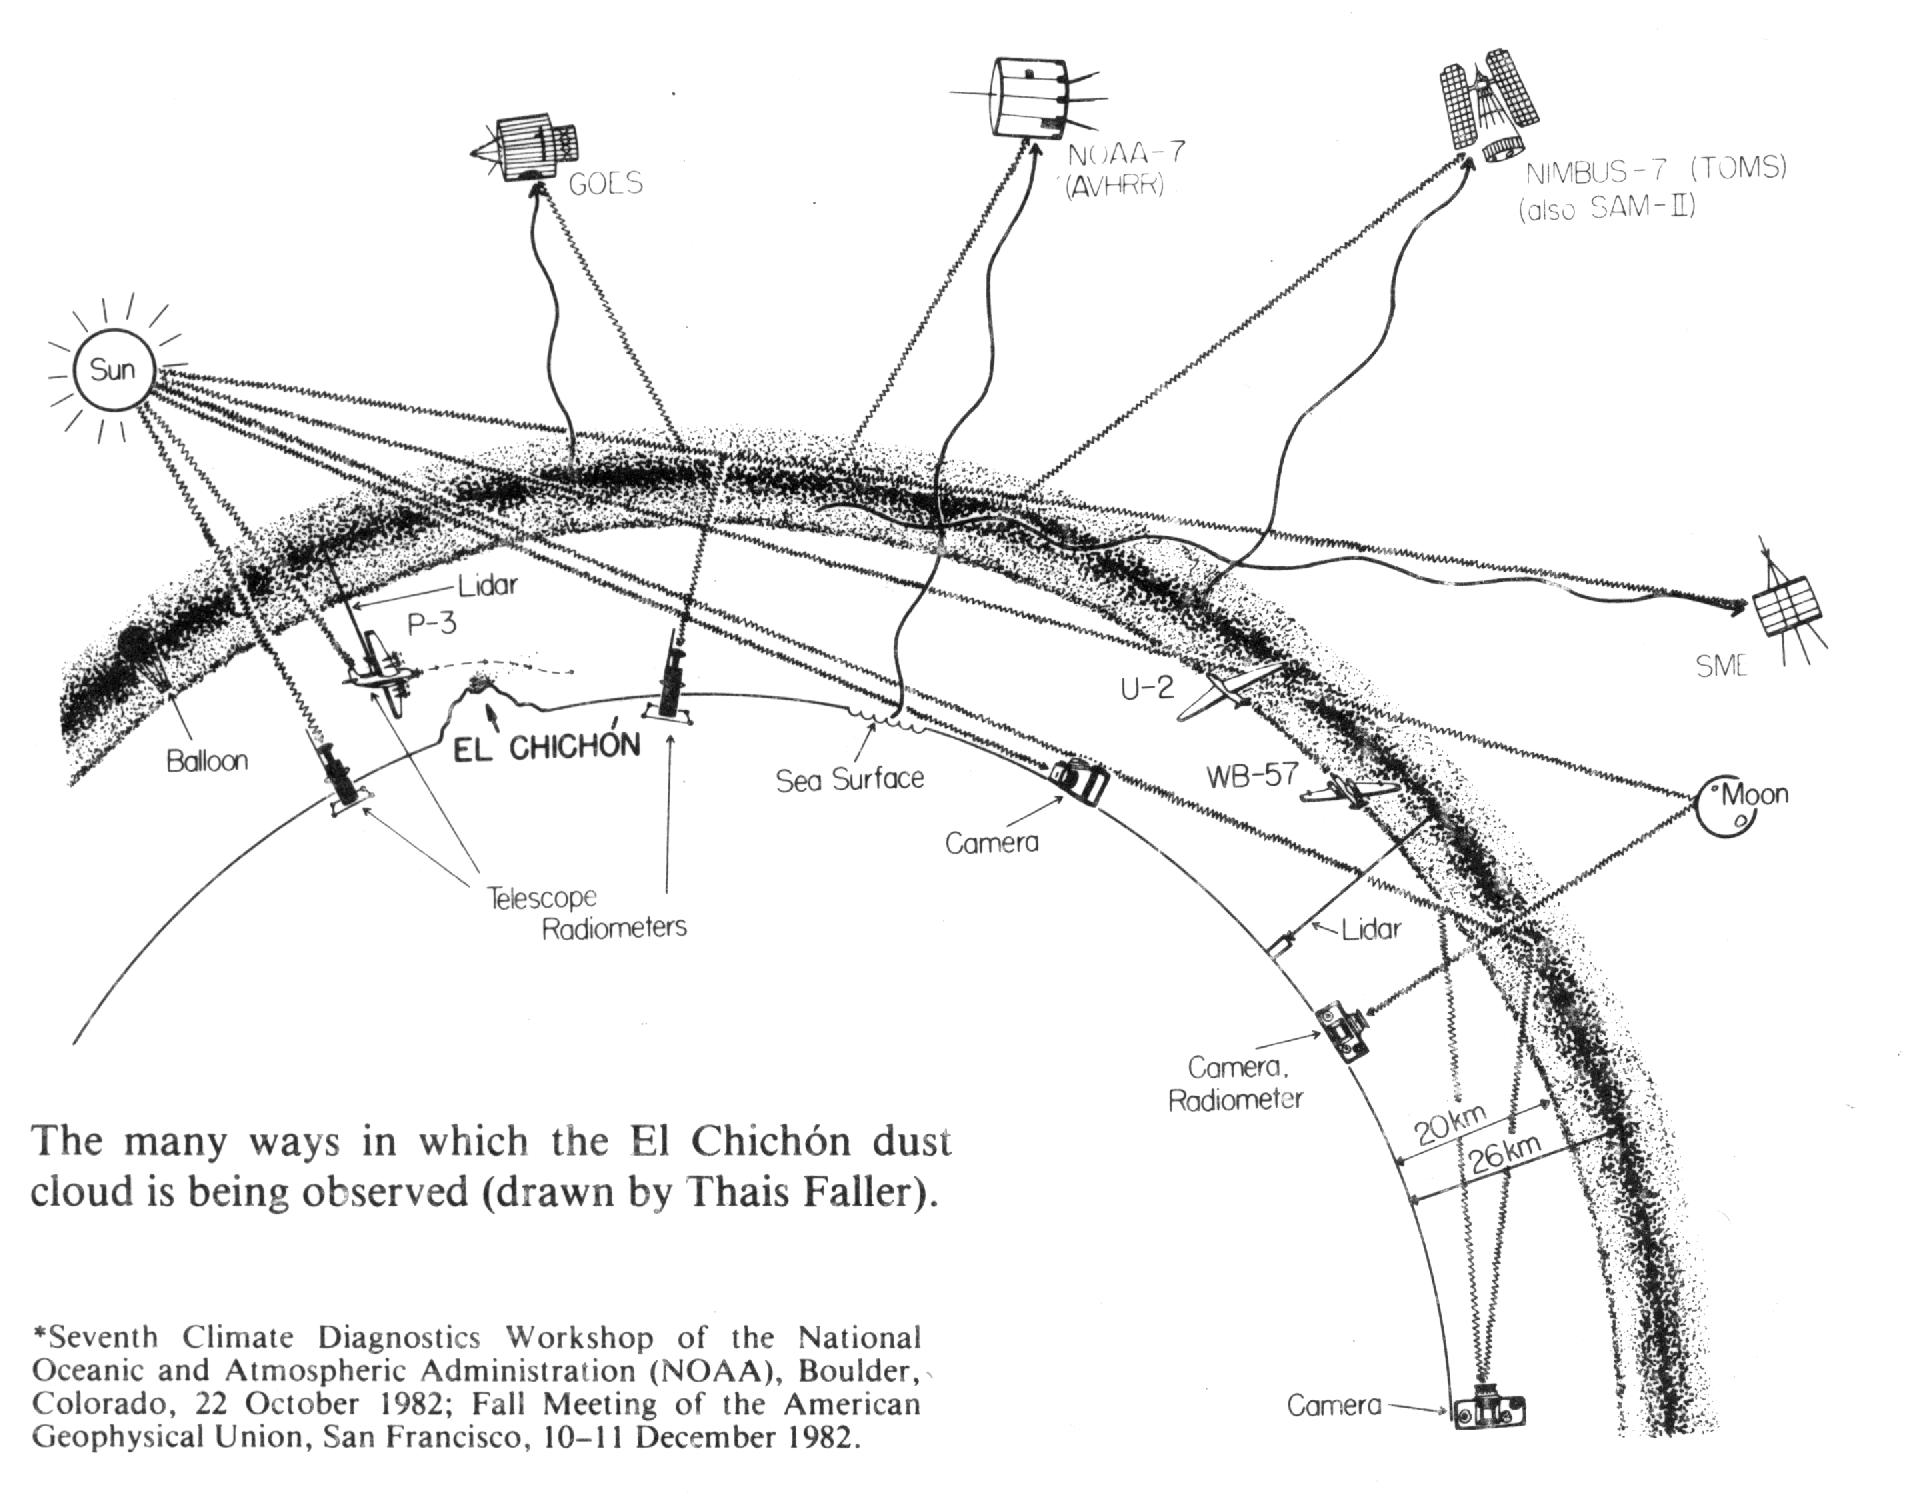 GOES
NOAA-7
(AVHRR)
NIMBUS-7 (TOMS)
(also SAM-II)
Sun
Lidar
P-3
SME
U-2
Balloon
EL CHICHÓN
Sea Surface
WB-57
Moon
Camera
Telescope
Radiometers
Lidar
Camera,
Radiometer
20km
26km
Camera
The many ways in which the El Chichón dust
cloud is being observed (drawn by Thais Faller).
*Seventh Climate Diagnostics Workshop of the National
Oceanic and Atmospheric Administration (NOAA), Boulder,
Colorado, 22 October 1982; Fall Meeting of the American
Geophysical Union, San Francisco, 10–11 December 1982.